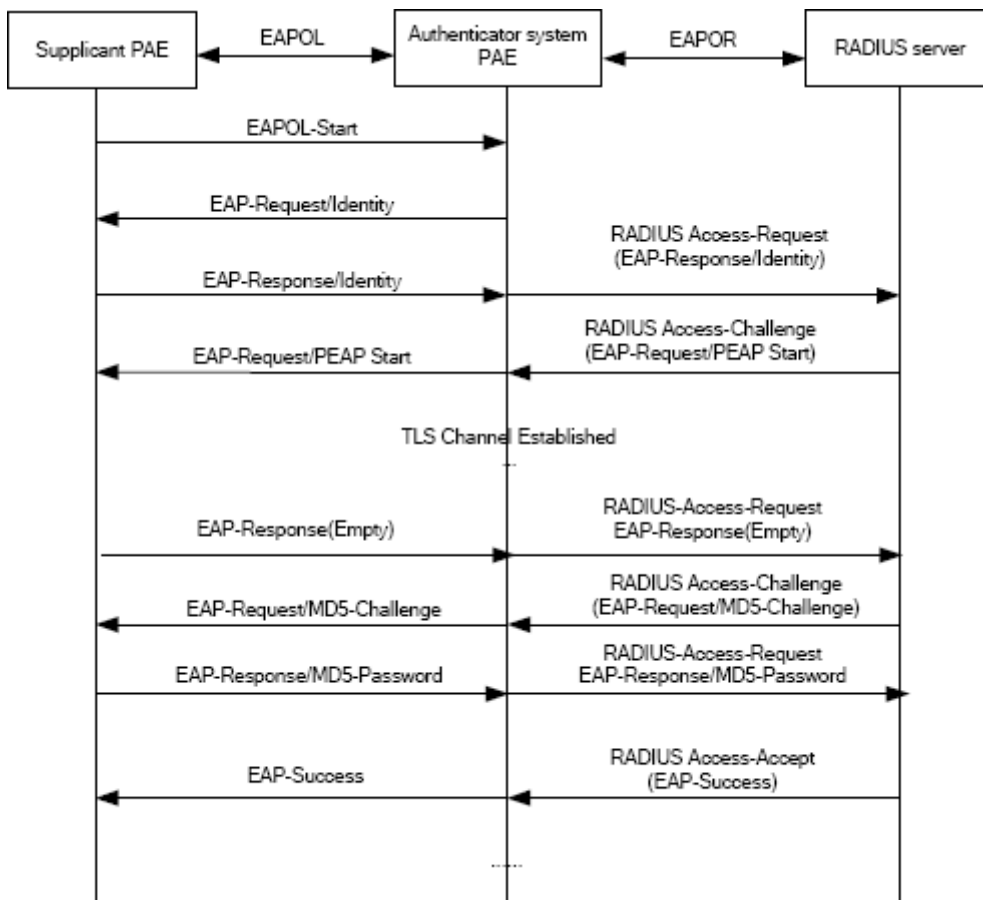 Supplicant PAE
EAPOL
Authenticator system
PAE
EAPOR
RADIUS server
EAPOL-Start
EAP-Request/Identity
RADIUS Access-Request
(EAP-Response/Identity)
EAP-Response/Identity
RADIUS Access-Challenge
(EAP-Request/PEAP Start)
EAP-Request/PEAP Start
TLS Channel Established
RADIUS-Access-Request
EAP-Response(Empty)
EAP-Response(Empty)
RADIUS Access-Challenge
(EAP-Request/MD5-Challenge)
EAP-Request/MD5-Challenge
RADIUS-Access-Request
EAP-Response/MD5-Password
EAP-Response/MD5-Password
RADIUS Access-Accept
(EAP-Success)
EAP-Success